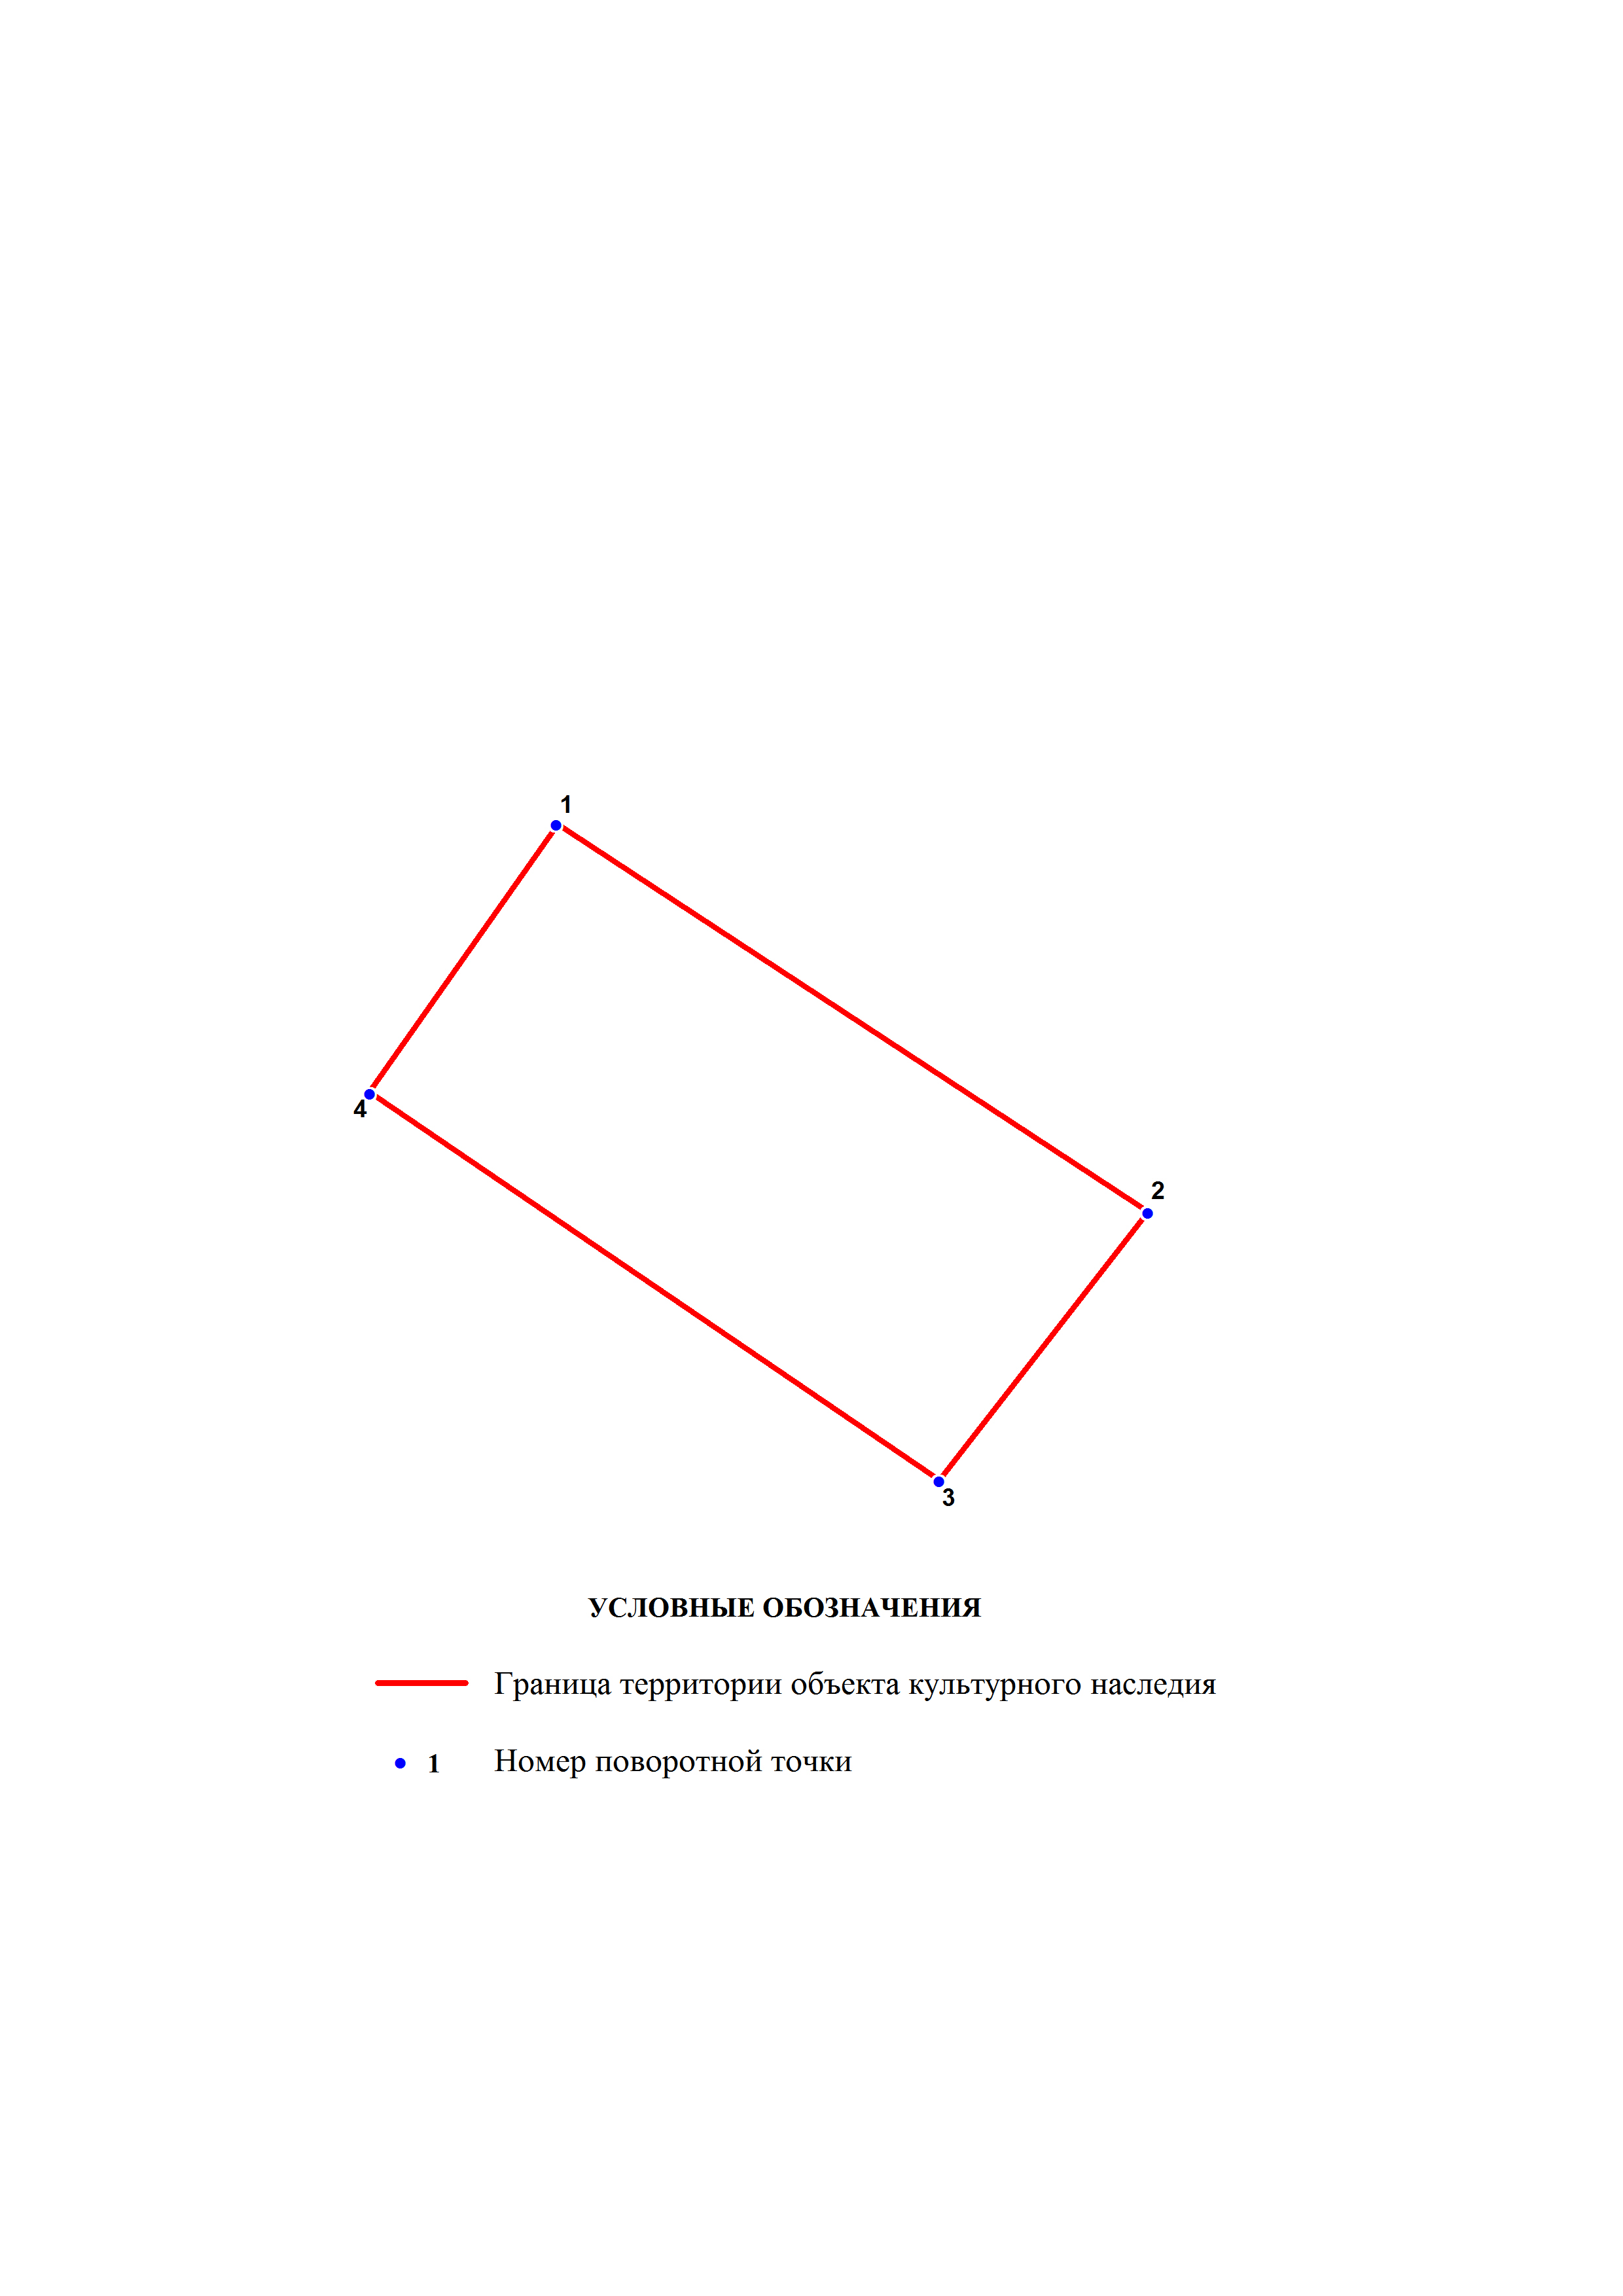 1
4
2
3
УСЛОВНЫЕ ОБОЗНАЧЕНИЯ
Граница территории объекта культурного наследия
1 Номер поворотной точки